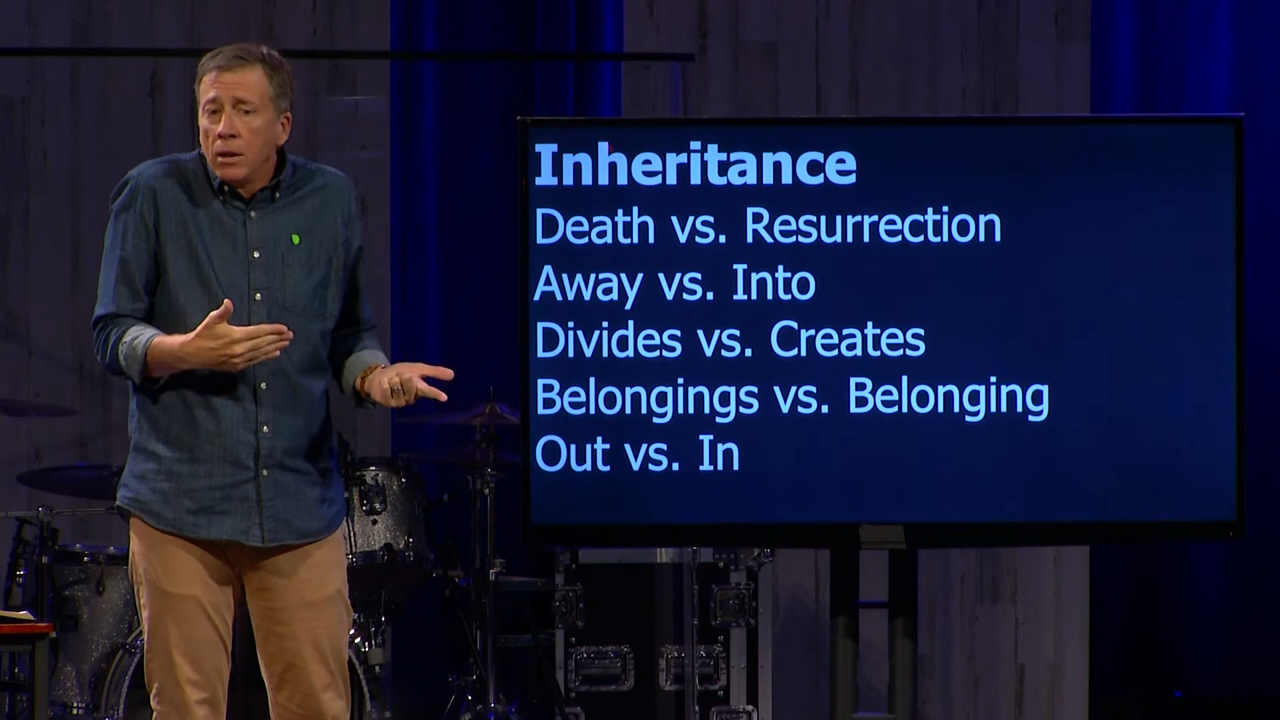 Inheritance
Death vs. Resurrection
Away vs. Into
Divides vs. Creates
Belongings vs. Belonging
Out vs. In